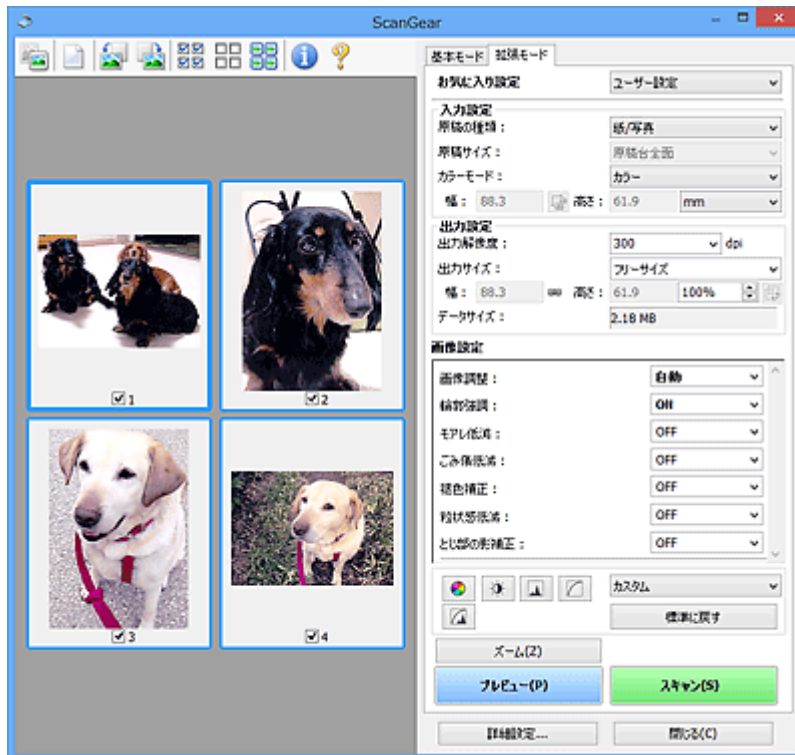 ScanGear
基本モード 拡張モード
お気に入り設定 ユーザー設定
入力設定
原稿の種類： 紙/写真
原稿サイズ： 原稿台全面
カラーモード： カラー
幅： 88.3 高さ： 61.9 mm
出力設定
出力解像度： 300 dpi
出力サイズ： フリーサイズ
幅： 88.3 高さ： 61.9 100%
データサイズ： 2.18 MB
画像設定
画像調整： 自動
輪郭強調： ON
モアレ低減： OFF
ごみ傷低減： OFF
褪色補正： OFF
粒状感低減： OFF
とじ部の影補正： OFF
カスタム
標準に戻す
ズーム(Z)
プレビュー(P) スキャン(S)
詳細設定... 閉じる(C)
1
2
3
4